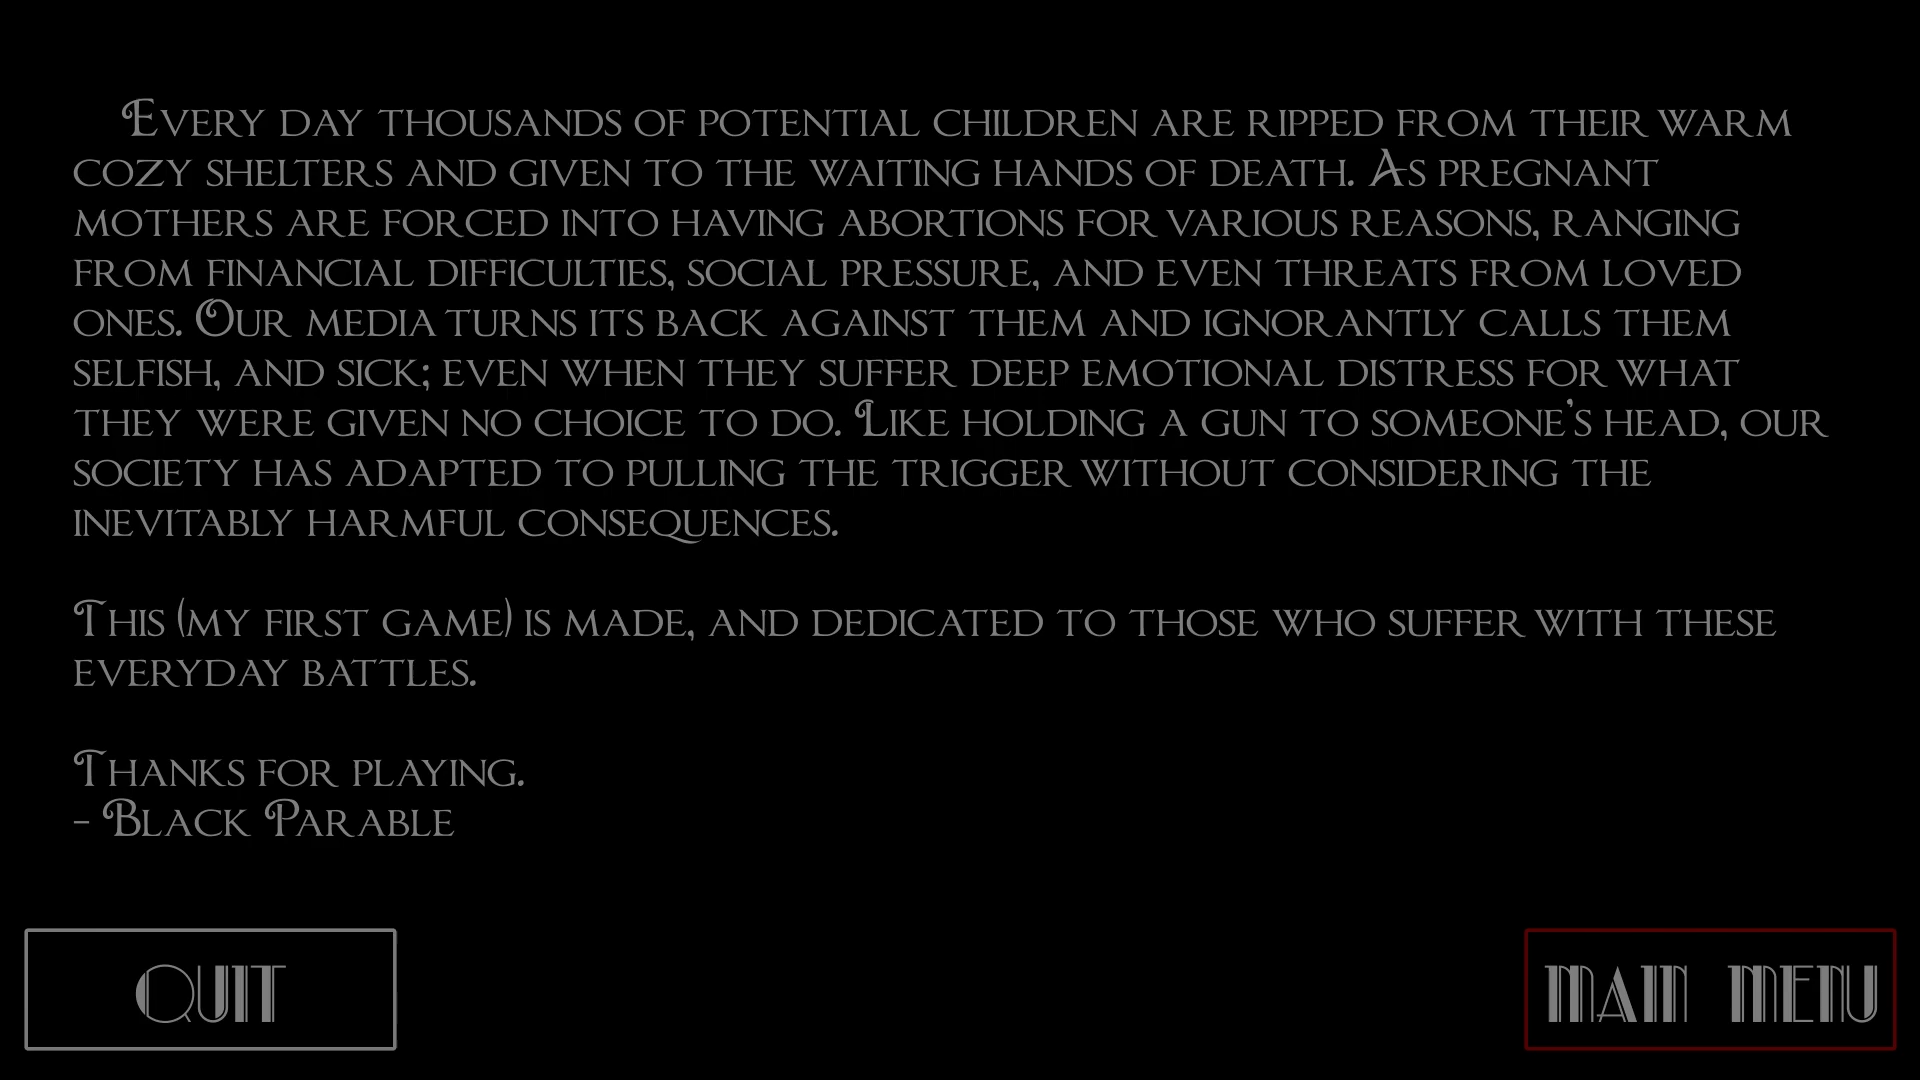 Every day thousands of potential children are ripped from their warm
cozy shelters and given to the waiting hands of death. As pregnant
mothers are forced into having abortions for various reasons, ranging
from financial difficulties, social pressure, and even threats from loved
ones. Our media turns its back against them and ignorantly calls them
selfish, and sick; even when they suffer deep emotional distress for what
they were given no choice to do. Like holding a gun to someone's head, our
society has adapted to pulling the trigger without considering the
inevitably harmful consequences.
This (my first game) is made, and dedicated to those who suffer with these
everyday battles.
Thanks for playing.
- Black Parable
QUIT
MAIN MENU